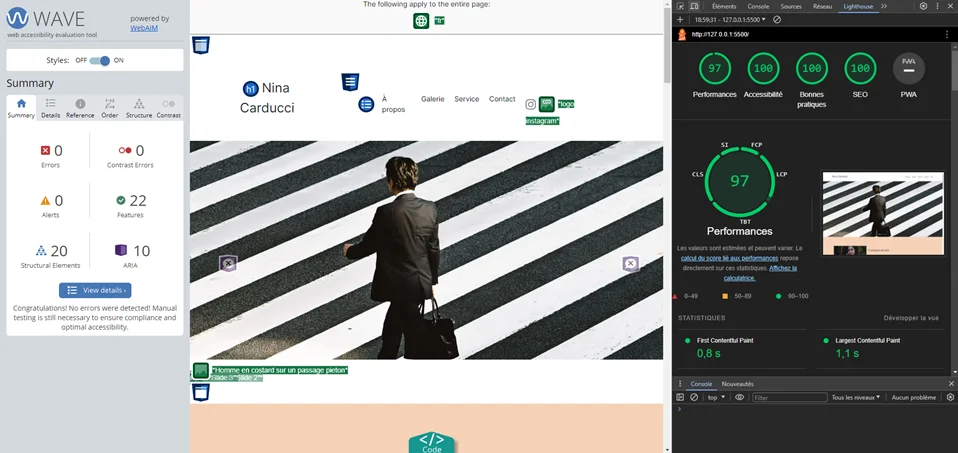 WAVE
web accessibility evaluation tool
powered by
WebAIM
Styles: OFF ON
Summary
Summary Details Reference Order Structure Contrast
0
Errors
0
Contrast Errors
0
Alerts
22
Features
20
Structural Elements
10
ARIA
View details ›
Congratulations! No errors were detected! Manual
testing is still necessary to ensure compliance and
optimal accessibility.
The following apply to the entire page:
*fr*
h1 Nina
Carducci
À
propos
Galerie Service Contact
*logo
instagram*
*Homme en costard sur un passage pieton*
</>
Code
Éléments Console Sources Réseau Lighthouse
18:59:31 – 127.0.0.1:5500
http://127.0.0.1:5500/
97
Performances
100
Accessibilité
100
Bonnes
pratiques
100
SEO
PWA
PWA
SI FCP
CLS LCP
TBT
97
Performances
Les valeurs sont estimées et peuvent varier. Le
calcul du score lié aux performances repose
directement sur ces statistiques. Affichez la
calculatrice.
0–49 50–89 90–100
STATISTIQUES Développer la vue
First Contentful Paint
0,8 s
Largest Contentful Paint
1,1 s
Console Nouveautés
top Filter Tous les niveaux Aucun problème